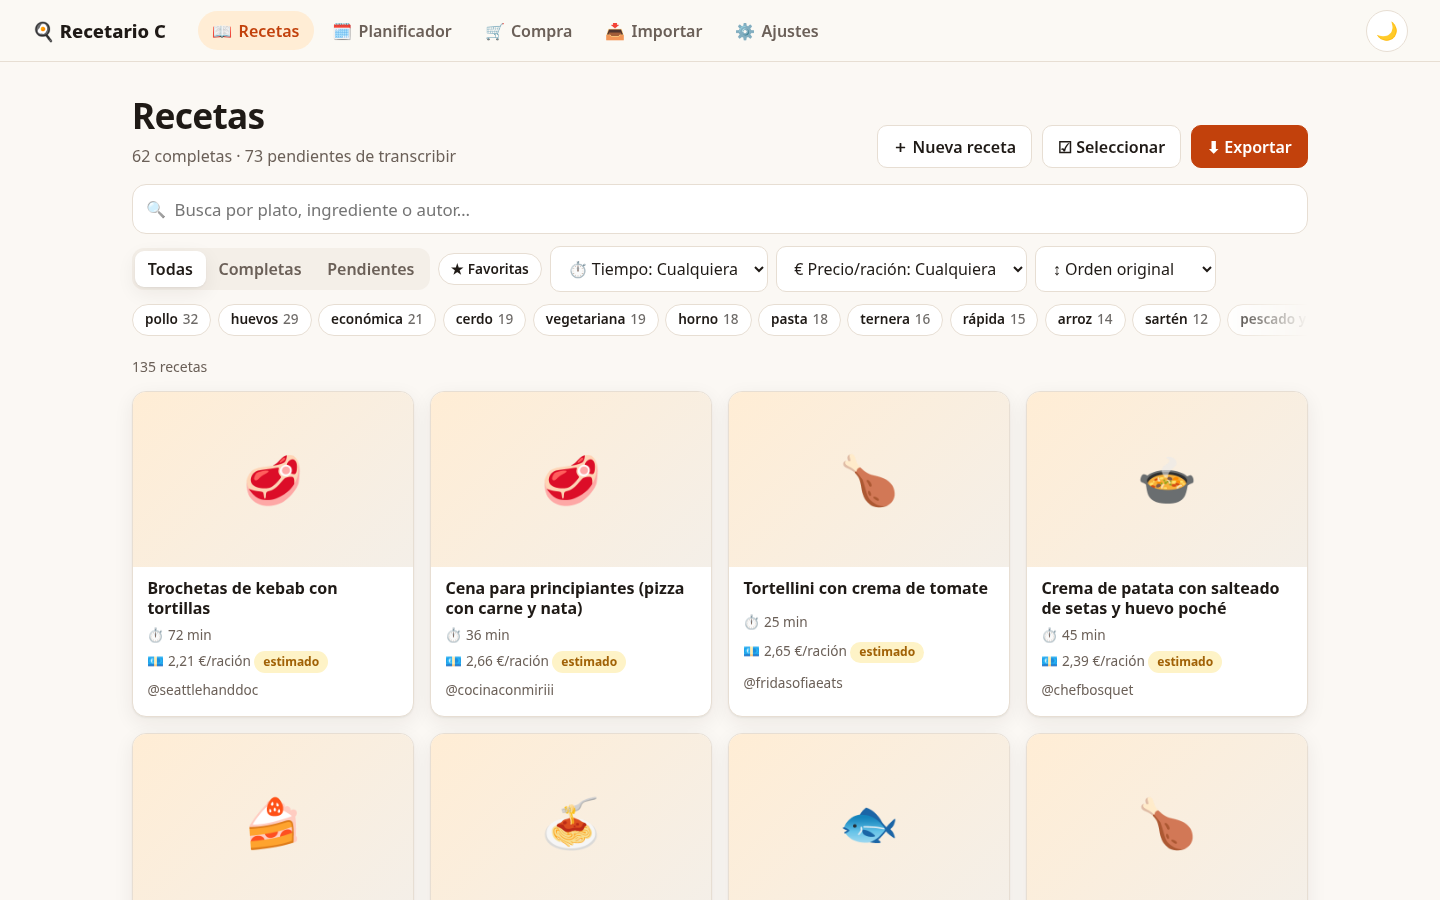 Recetario C
Recetas
Planificador
Compra
Importar
Ajustes
Recetas
62 completas · 73 pendientes de transcribir
+ Nueva receta
Seleccionar
Exportar
Busca por plato, ingrediente o autor...
Todas
Completas
Pendientes
★ Favoritas
Tiempo: Cualquiera
€ Precio/ración: Cualquiera
↕ Orden original
pollo 32
huevos 29
económica 21
cerdo 19
vegetariana 19
horno 18
pasta 18
ternera 16
rápida 15
arroz 14
sartén 12
pescado y
135 recetas
Brochetas de kebab con
tortillas
72 min
2,21 €/ración estimado
@seattlehanddoc
Cena para principiantes (pizza
con carne y nata)
36 min
2,66 €/ración estimado
@cocinaconmiriii
Tortellini con crema de tomate
25 min
2,65 €/ración estimado
@fridasofiaeats
Crema de patata con salteado
de setas y huevo poché
45 min
2,39 €/ración estimado
@chefbosquet